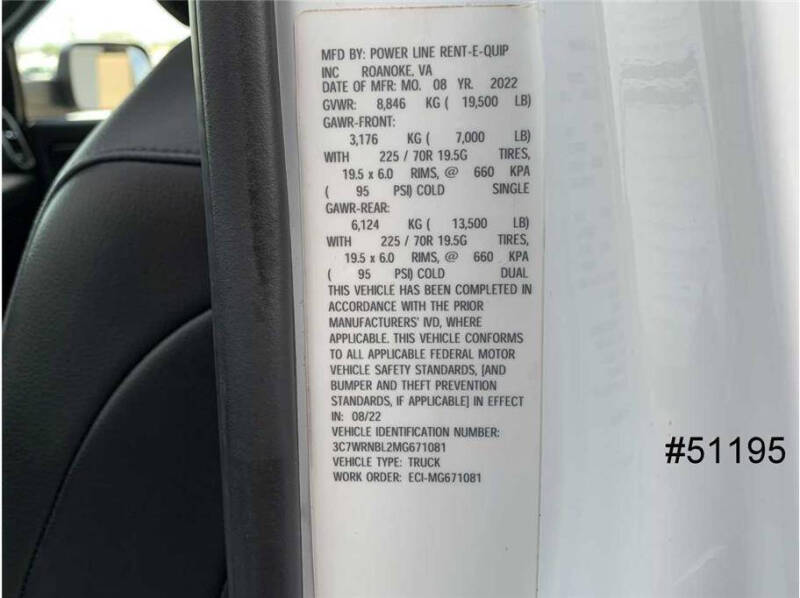 MFD BY: POWER LINE RENT-E-QUIP
INC ROANOKE, VA
DATE OF MFR: MO. 08 YR. 2022
GVWR: 8,846 KG ( 19,500 LB)
GAWR-FRONT:
3,176 KG ( 7,000 LB)
WITH 225 / 70R 19.5G TIRES,
19.5 x 6.0 RIMS, @ 660 KPA
( 95 PSI) COLD SINGLE
GAWR-REAR:
6,124 KG ( 13,500 LB)
WITH 225 / 70R 19.5G TIRES,
19.5 x 6.0 RIMS, @ 660 KPA
( 95 PSI) COLD DUAL
THIS VEHICLE HAS BEEN COMPLETED IN
ACCORDANCE WITH THE PRIOR
MANUFACTURERS' IVD, WHERE
APPLICABLE. THIS VEHICLE CONFORMS
TO ALL APPLICABLE FEDERAL MOTOR
VEHICLE SAFETY STANDARDS, [AND
BUMPER AND THEFT PREVENTION
STANDARDS, IF APPLICABLE] IN EFFECT
IN: 08/22
VEHICLE IDENTIFICATION NUMBER:
3C7WRNBL2MG671081
VEHICLE TYPE: TRUCK
WORK ORDER: ECI-MG671081
#51195